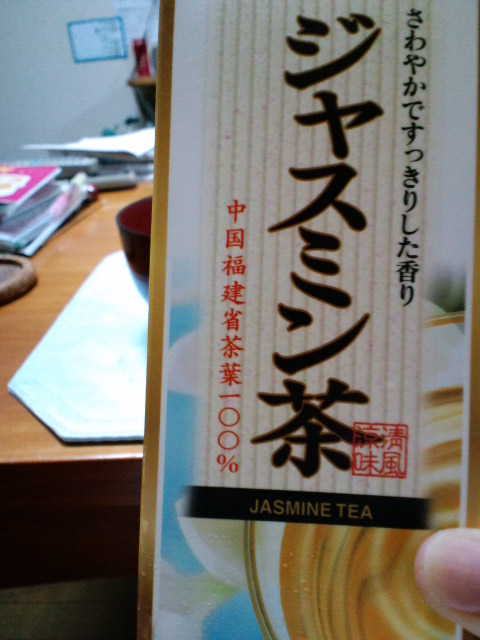 さわやかですっきりした香り
ジャスミン茶
中国福建省茶葉一〇〇%
清風
涼味
JASMINE TEA